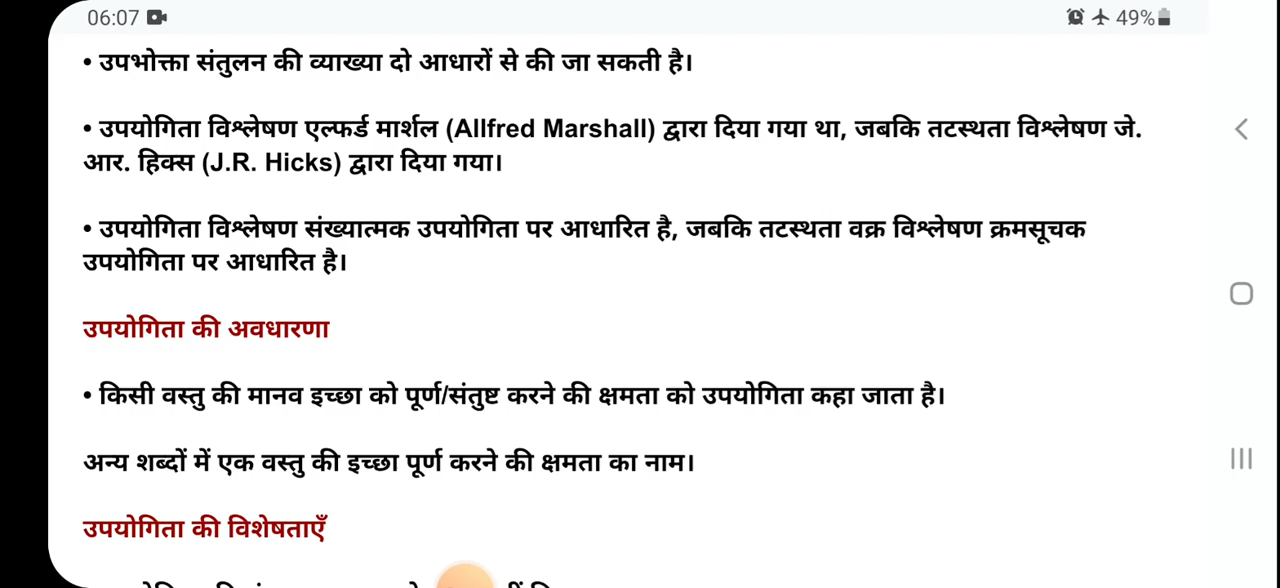 06:07
49%
• उपभोक्ता संतुलन की व्याख्या दो आधारों से की जा सकती है।
• उपयोगिता विश्लेषण एल्फर्ड मार्शल (Allfred Marshall) द्वारा दिया गया था, जबकि तटस्थता विश्लेषण जे.
आर. हिक्स (J.R. Hicks) द्वारा दिया गया।
• उपयोगिता विश्लेषण संख्यात्मक उपयोगिता पर आधारित है, जबकि तटस्थता वक्र विश्लेषण क्रमसूचक
उपयोगिता पर आधारित है।
उपयोगिता की अवधारणा
• किसी वस्तु की मानव इच्छा को पूर्ण/संतुष्ट करने की क्षमता को उपयोगिता कहा जाता है।
अन्य शब्दों में एक वस्तु की इच्छा पूर्ण करने की क्षमता का नाम।
उपयोगिता की विशेषताएँ